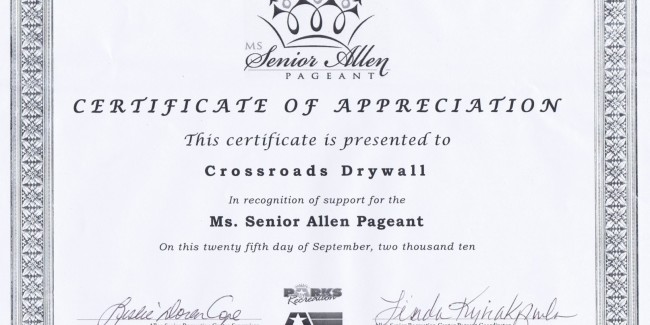 MS
Senior Allen
PAGEANT
CERTIFICATE OF APPRECIATION
This certificate is presented to
Crossroads Drywall
In recognition of support for the
Ms. Senior Allen Pageant
On this twenty fifth day of September, two thousand ten
PARKS
Recreation
Linda